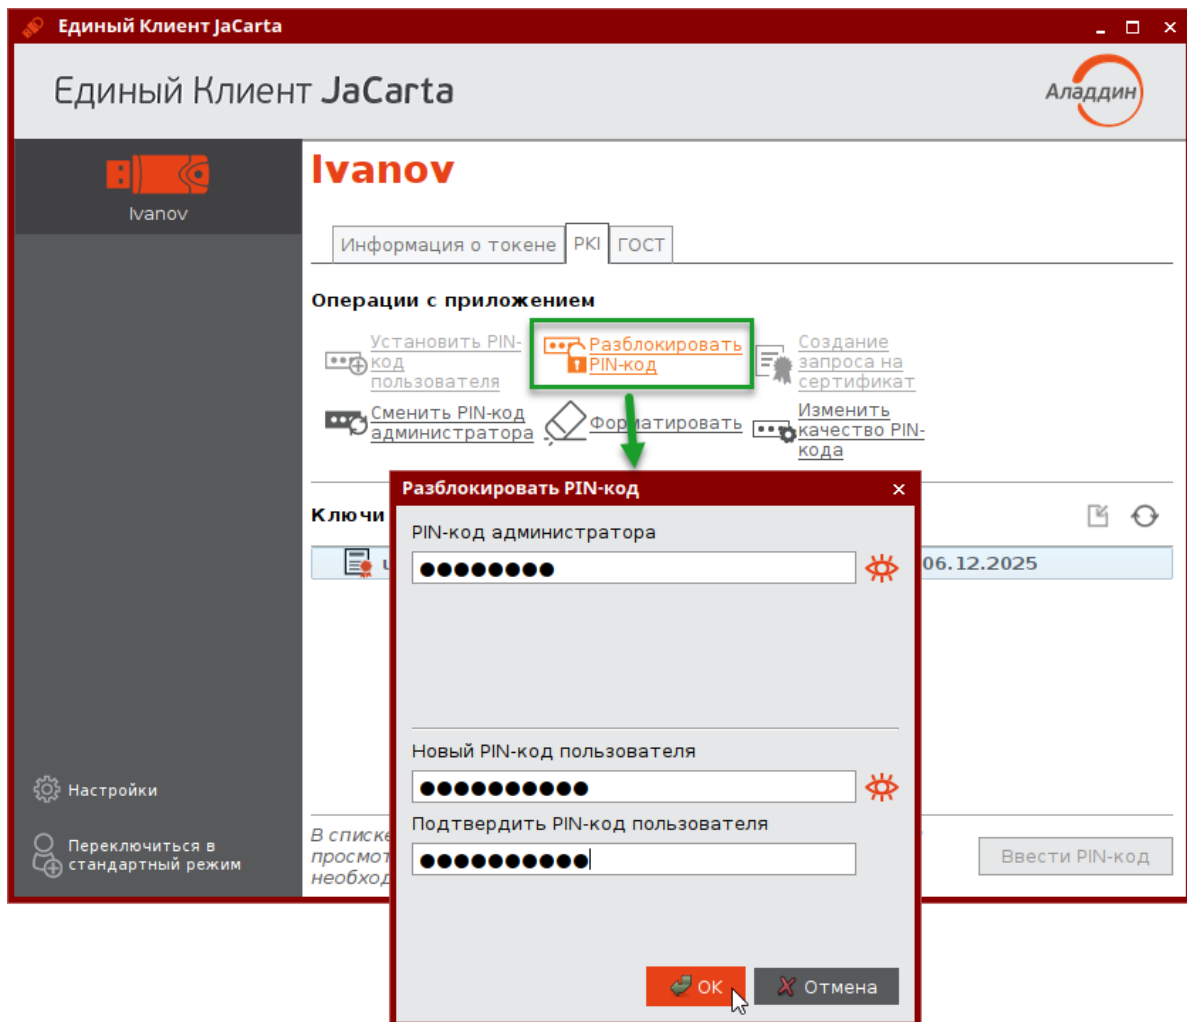 Единый Клиент JaCarta
Единый Клиент JaCarta
Аладдин
Ivanov
Ivanov
Информация о токене
PKI
ГОСТ
Операции с приложением
Установить PIN-
код
пользователя
Разблокировать
PIN-код
Создание
запроса на
сертификат
Сменить PIN-код
администратора
Форматировать
Изменить
качество PIN-
кода
Разблокировать PIN-код
Ключи
PIN-код администратора
06.12.2025
Новый PIN-код пользователя
Подтвердить PIN-код пользователя
Настройки
Переключиться в
стандартный режим
В списке
Ввести PIN-код
OK
Отмена